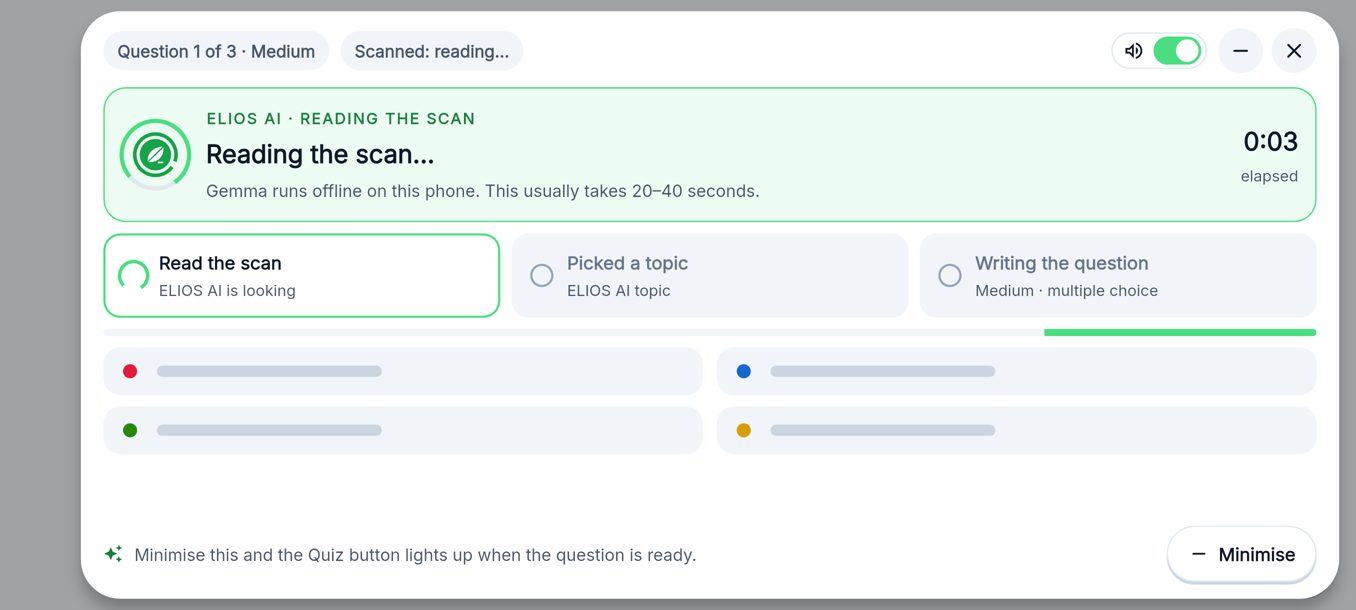 Question 1 of 3 · Medium
Scanned: reading...
ELIOS AI · READING THE SCAN
Reading the scan...
Gemma runs offline on this phone. This usually takes 20–40 seconds.
0:03
elapsed
Read the scan
ELIOS AI is looking
Picked a topic
ELIOS AI topic
Writing the question
Medium · multiple choice
Minimise this and the Quiz button lights up when the question is ready.
Minimise